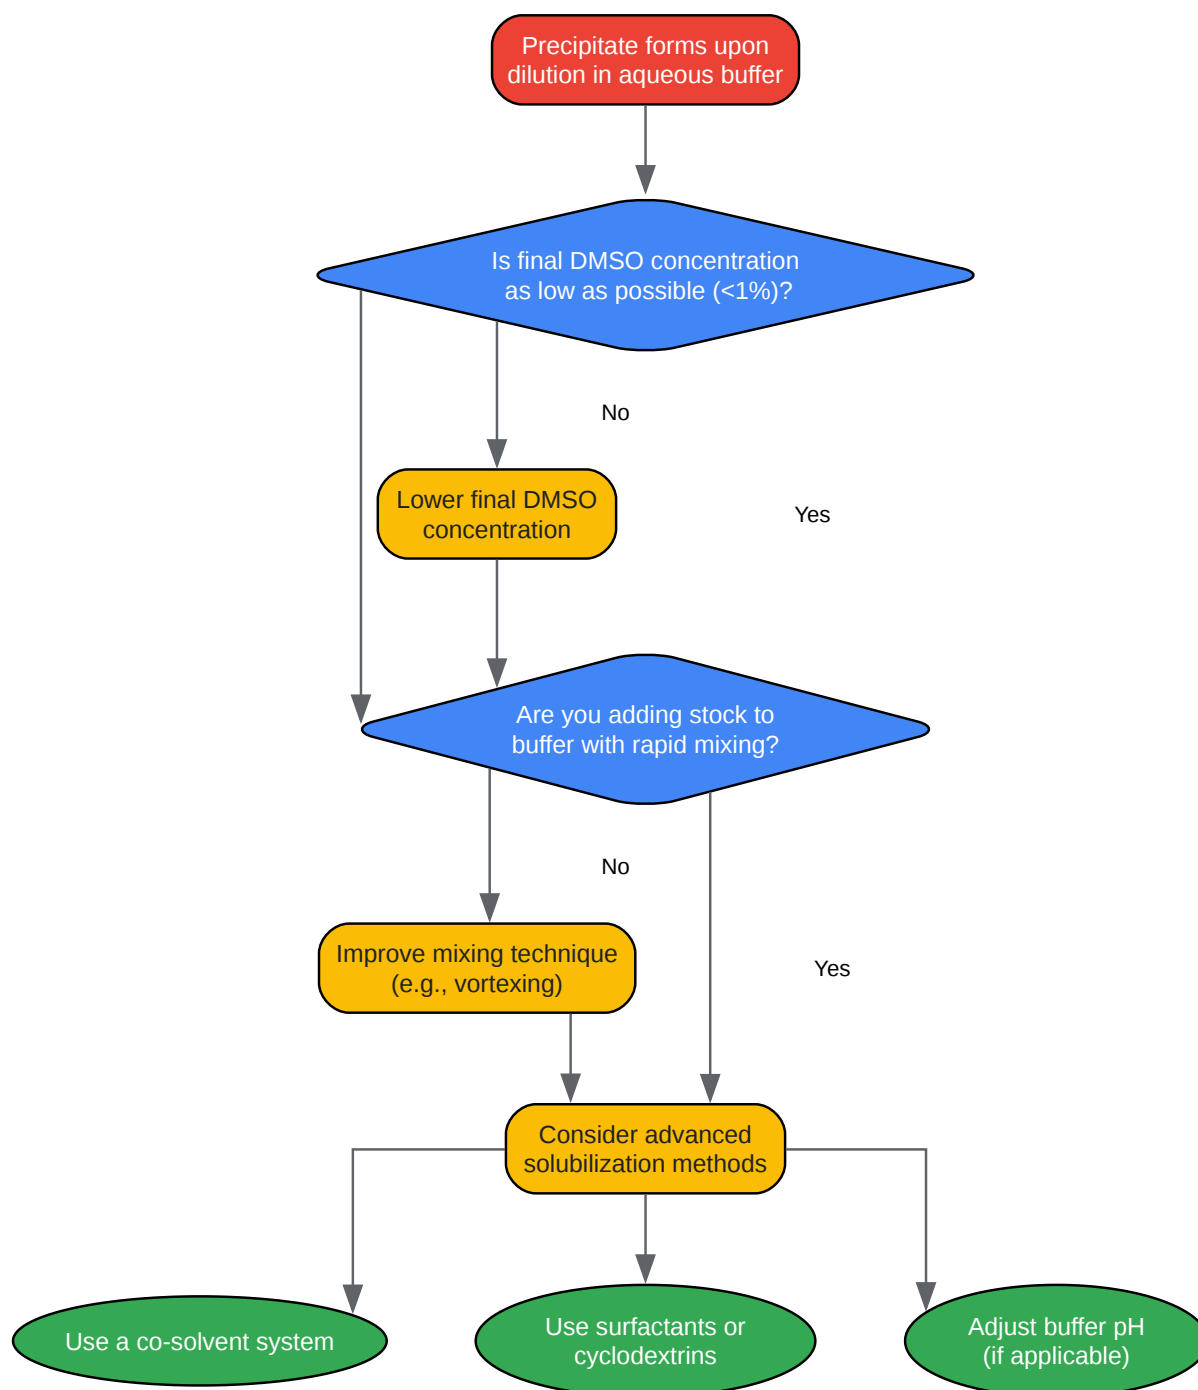 Precipitate forms upon
dilution in aqueous buffer
Is final DMSO concentration
as low as possible (<1%)?
No
Lower final DMSO
concentration
Yes
Are you adding stock to
buffer with rapid mixing?
No
Improve mixing technique
(e.g., vortexing)
Yes
Consider advanced
solubilization methods
Use a co-solvent system
Use surfactants or
cyclodextrins
Adjust buffer pH
(if applicable)